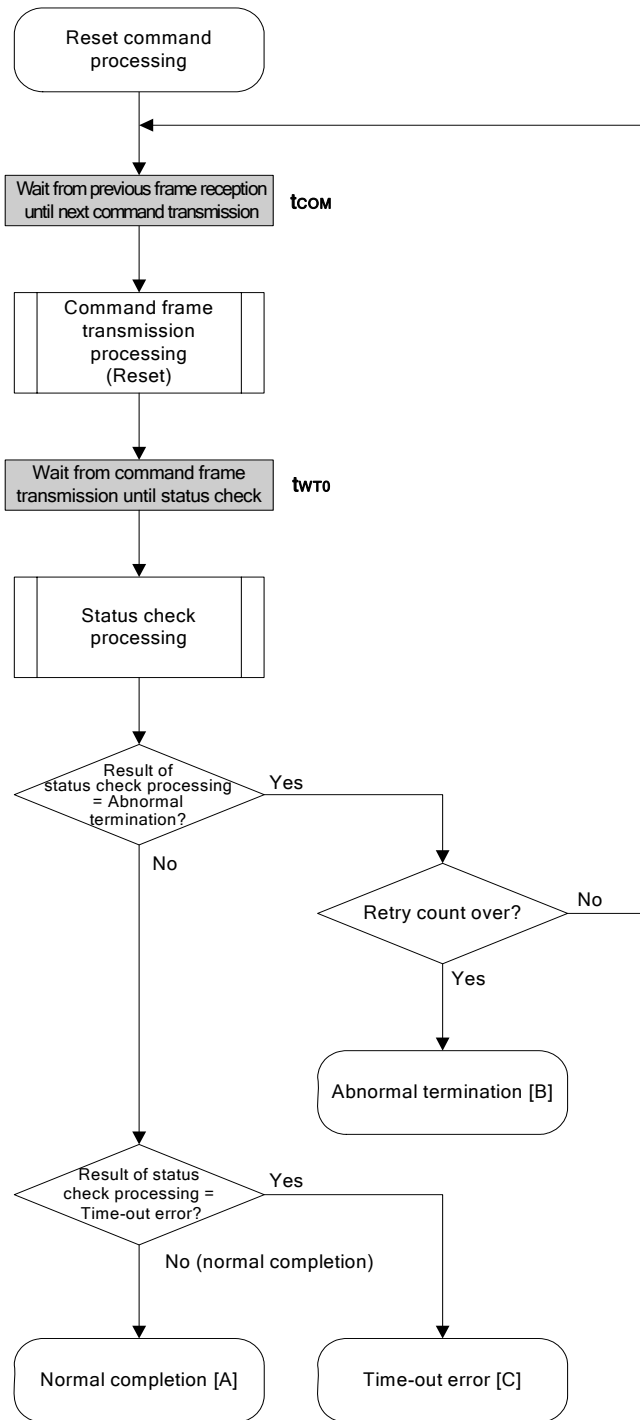 Reset command
processing
Wait from previous frame reception
until next command transmission
tCOM
Command frame
transmission
processing
(Reset)
Wait from command frame
transmission until status check
tWT0
Status check
processing
Result of
status check processing
= Abnormal
termination?
Yes
No
Retry count over?
No
Yes
Abnormal termination [B]
Result of status
check processing =
Time-out error?
Yes
No (normal completion)
Normal completion [A]
Time-out error [C]